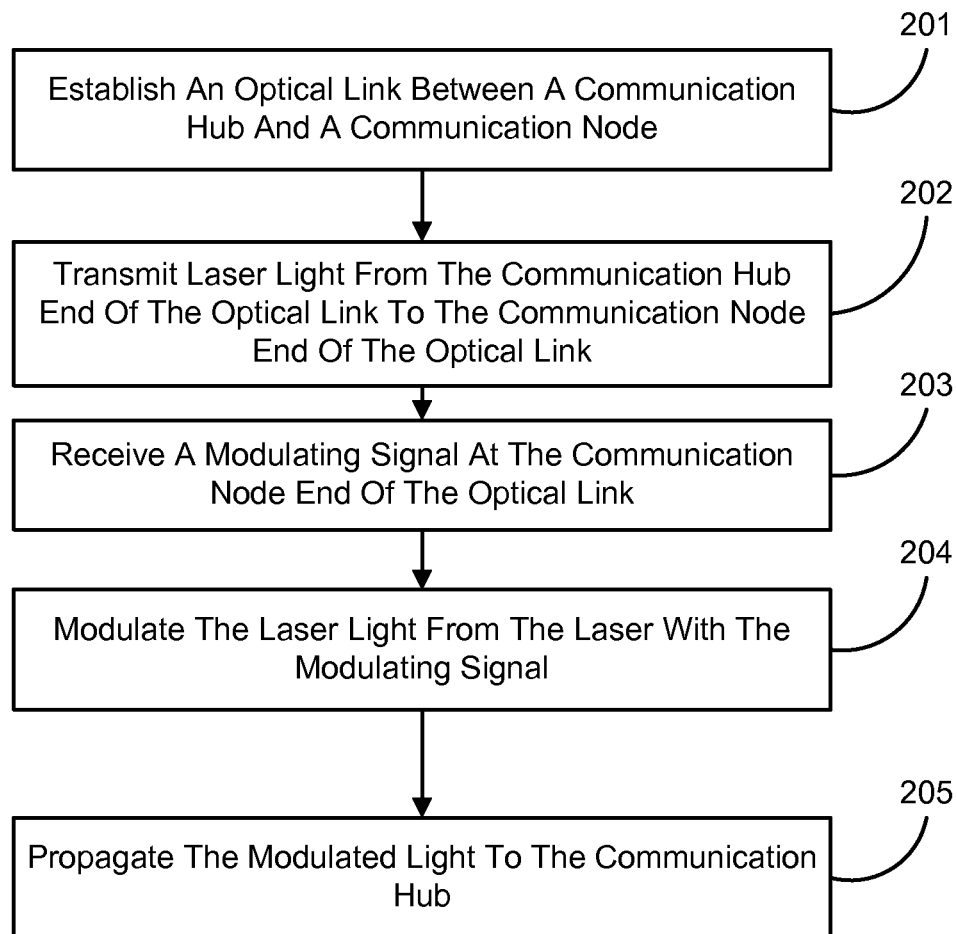 201
Establish An Optical Link Between A Communication
Hub And A Communication Node
202
Transmit Laser Light From The Communication Hub
End Of The Optical Link To The Communication Node
End Of The Optical Link
203
Receive A Modulating Signal At The Communication
Node End Of The Optical Link
204
Modulate The Laser Light From The Laser With The
Modulating Signal
205
Propagate The Modulated Light To The Communication
Hub